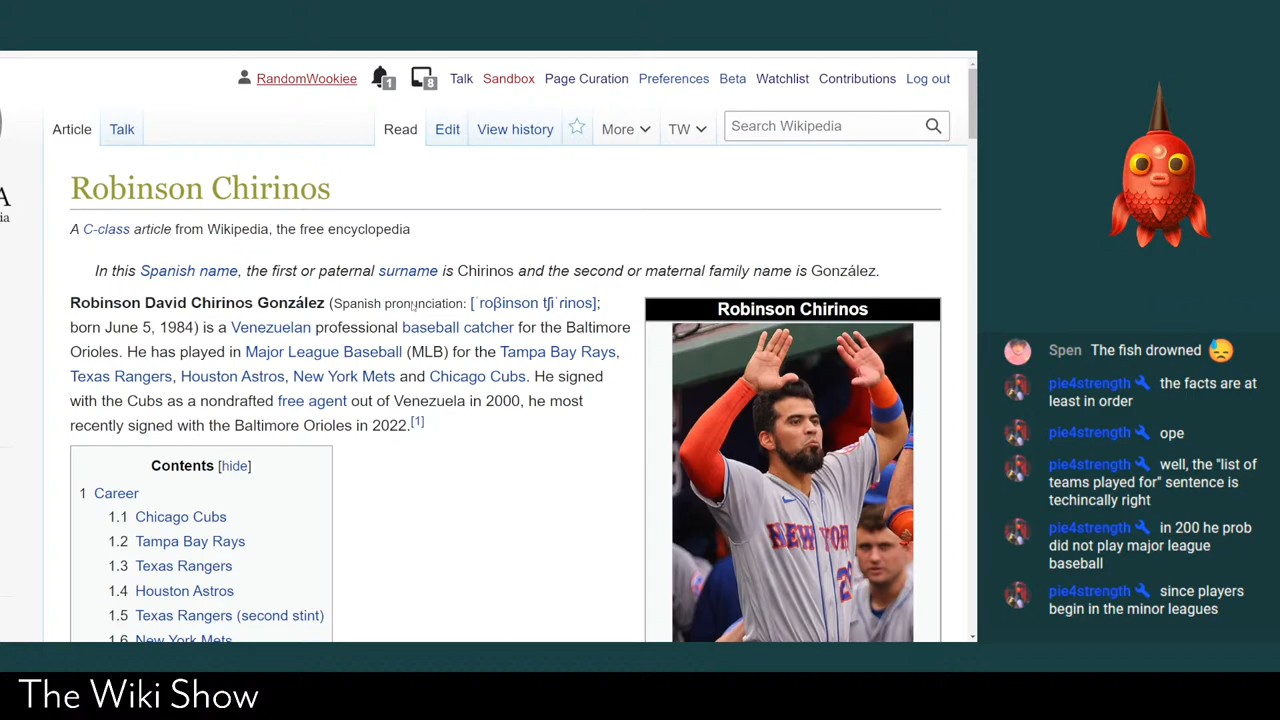 RandomWookiee 1 8 Talk Sandbox Page Curation Preferences Beta Watchlist Contributions Log out
Article Talk Read Edit View history More TW Search Wikipedia
A
ia
Robinson Chirinos
A C-class article from Wikipedia, the free encyclopedia
In this Spanish name, the first or paternal surname is Chirinos and the second or maternal family name is González.
Robinson David Chirinos González (Spanish pronunciation: [ˈroβinson tʃiˈrinos];
born June 5, 1984) is a Venezuelan professional baseball catcher for the Baltimore
Orioles. He has played in Major League Baseball (MLB) for the Tampa Bay Rays,
Texas Rangers, Houston Astros, New York Mets and Chicago Cubs. He signed
with the Cubs as a nondrafted free agent out of Venezuela in 2000, he most
recently signed with the Baltimore Orioles in 2022.[1]
Contents [hide]
1 Career
1.1 Chicago Cubs
1.2 Tampa Bay Rays
1.3 Texas Rangers
1.4 Houston Astros
1.5 Texas Rangers (second stint)
1.6 New York Mets
Robinson Chirinos
NEW YORK
Spen The fish drowned 😓
pie4strength the facts are at
least in order
pie4strength ope
pie4strength well, the "list of
teams played for" sentence is
techincally right
pie4strength in 200 he prob
did not play major league
baseball
pie4strength since players
begin in the minor leagues
The Wiki Show